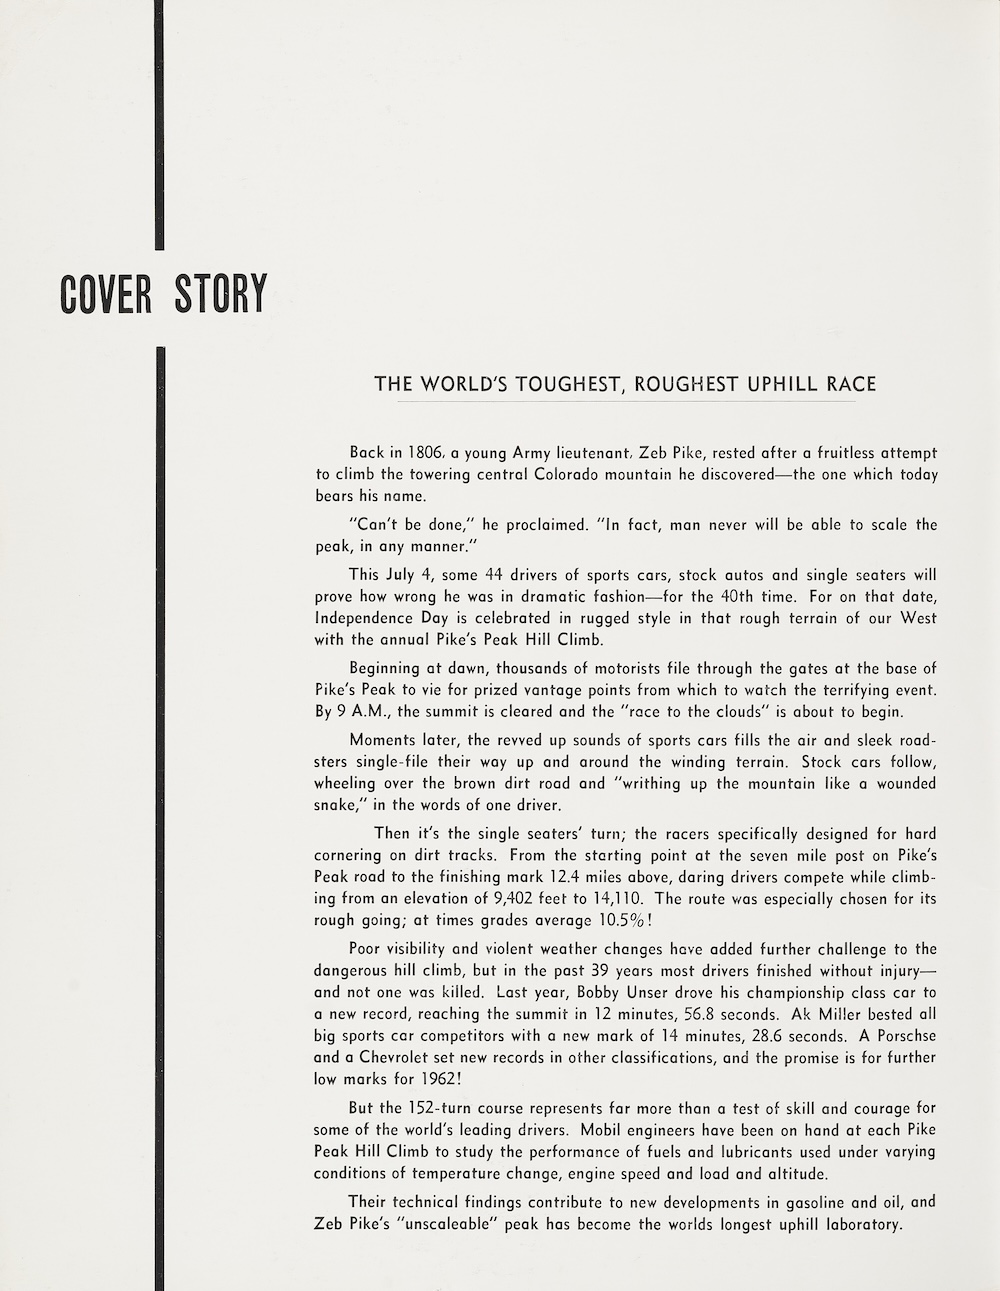 COVER STORY
THE WORLD'S TOUGHEST, ROUGHEST UPHILL RACE
Back in 1806, a young Army lieutenant, Zeb Pike, rested after a fruitless attempt
to climb the towering central Colorado mountain he discovered—the one which today
bears his name.
"Can't be done," he proclaimed. "In fact, man never will be able to scale the
peak, in any manner."
This July 4, some 44 drivers of sports cars, stock autos and single seaters will
prove how wrong he was in dramatic fashion—for the 40th time. For on that date,
Independence Day is celebrated in rugged style in that rough terrain of our West
with the annual Pike's Peak Hill Climb.
Beginning at dawn, thousands of motorists file through the gates at the base of
Pike's Peak to vie for prized vantage points from which to watch the terrifying event.
By 9 A.M., the summit is cleared and the "race to the clouds" is about to begin.
Moments later, the revved up sounds of sports cars fills the air and sleek road-
sters single-file their way up and around the winding terrain. Stock cars follow,
wheeling over the brown dirt road and "writhing up the mountain like a wounded
snake," in the words of one driver.
Then it's the single seaters' turn; the racers specifically designed for hard
cornering on dirt tracks. From the starting point at the seven mile post on Pike's
Peak road to the finishing mark 12.4 miles above, daring drivers compete while climb-
ing from an elevation of 9,402 feet to 14,110. The route was especially chosen for its
rough going; at times grades average 10.5%!
Poor visibility and violent weather changes have added further challenge to the
dangerous hill climb, but in the past 39 years most drivers finished without injury—
and not one was killed. Last year, Bobby Unser drove his championship class car to
a new record, reaching the summit in 12 minutes, 56.8 seconds. Ak Miller bested all
big sports car competitors with a new mark of 14 minutes, 28.6 seconds. A Porschse
and a Chevrolet set new records in other classifications, and the promise is for further
low marks for 1962!
But the 152-turn course represents far more than a test of skill and courage for
some of the world's leading drivers. Mobil engineers have been on hand at each Pike
Peak Hill Climb to study the performance of fuels and lubricants used under varying
conditions of temperature change, engine speed and load and altitude.
Their technical findings contribute to new developments in gasoline and oil, and
Zeb Pike's "unscaleable" peak has become the worlds longest uphill laboratory.